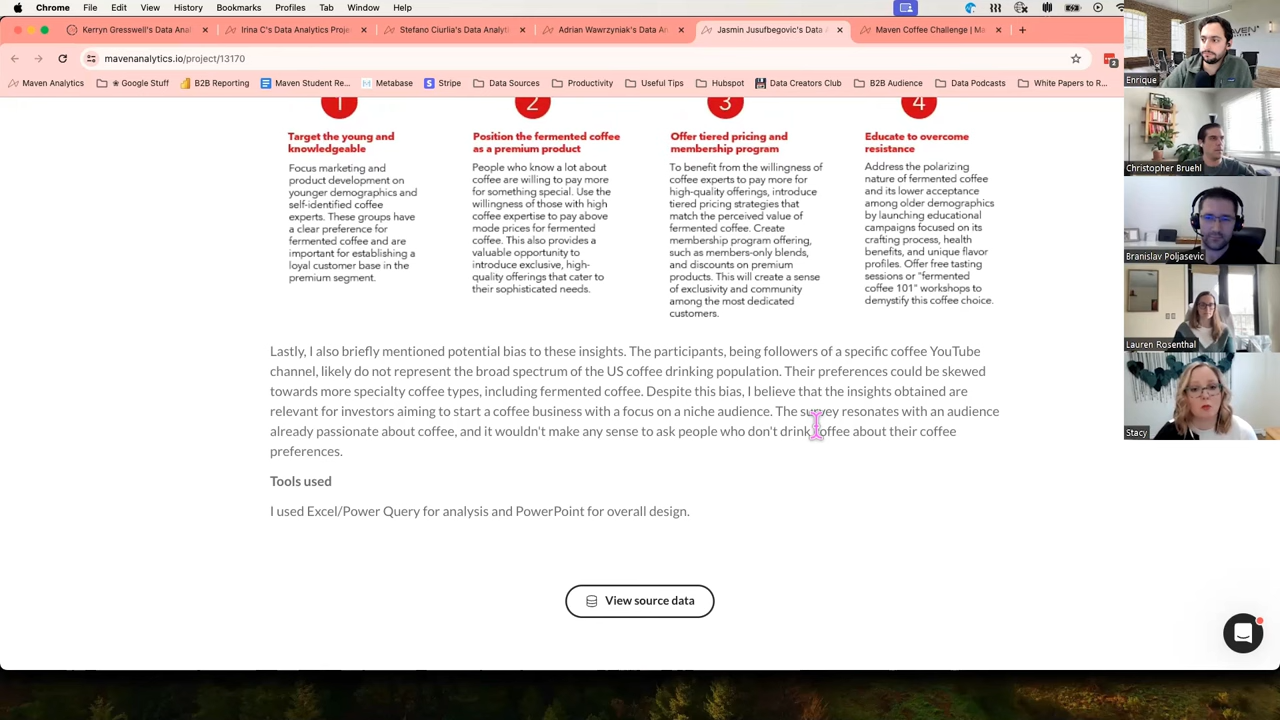 Chrome File Edit View History Bookmarks Profiles Tab Window Help
Kerryn Gresswell's Data Anal
Irina C's Data Analytics Proje
Stefano Ciurlia's Data Analyti
Adrian Wawrzyniak's Data An
Jasmin Jusufbegovic's Data A
Maven Coffee Challenge | Ma
mavenanalytics.io/project/13170
2
Maven Analytics
★ Google Stuff
B2B Reporting
Maven Student Re...
Metabase
Stripe
Data Sources
Productivity
Useful Tips
Hubspot
Data Creators Club
B2B Audience
Data Podcasts
White Papers to R...
1
Target the young and
knowledgeable
Focus marketing and
product development on
younger demographics and
self-identified coffee
experts. These groups have
a clear preference for
fermented coffee and are
important for establishing a
loyal customer base in the
premium segment.
2
Position the fermented coffee
as a premium product
People who know a lot about
coffee are willing to pay more
for something special. Use the
willingness of those with high
coffee expertise to pay above
mode prices for fermented
coffee. This also provides a
valuable opportunity to
introduce exclusive, high-
quality offerings that cater to
their sophisticated needs.
3
Offer tiered pricing and
membership program
To benefit from the willingness of
coffee experts to pay more for
high-quality offerings, introduce
tiered pricing strategies that
match the perceived value of
fermented coffee. Create
membership program offering,
such as members-only blends,
and discounts on premium
products. This will create a sense
of exclusivity and community
among the most dedicated
customers.
4
Educate to overcome
resistance
Address the polarizing
nature of fermented coffee
and its lower acceptance
among older demographics
by launching educational
campaigns focused on its
crafting process, health
benefits, and unique flavor
profiles. Offer free tasting
sessions or "fermented
coffee 101" workshops to
demystify this coffee choice.
Lastly, I also briefly mentioned potential bias to these insights. The participants, being followers of a specific coffee YouTube
channel, likely do not represent the broad spectrum of the US coffee drinking population. Their preferences could be skewed
towards more specialty coffee types, including fermented coffee. Despite this bias, I believe that the insights obtained are
relevant for investors aiming to start a coffee business with a focus on a niche audience. The survey resonates with an audience
already passionate about coffee, and it wouldn't make any sense to ask people who don't drink coffee about their coffee
preferences.
Tools used
I used Excel/Power Query for analysis and PowerPoint for overall design.
View source data
Enrique
Christopher Bruehl
Branislav Poljasevic
Lauren Rosenthal
Stacy